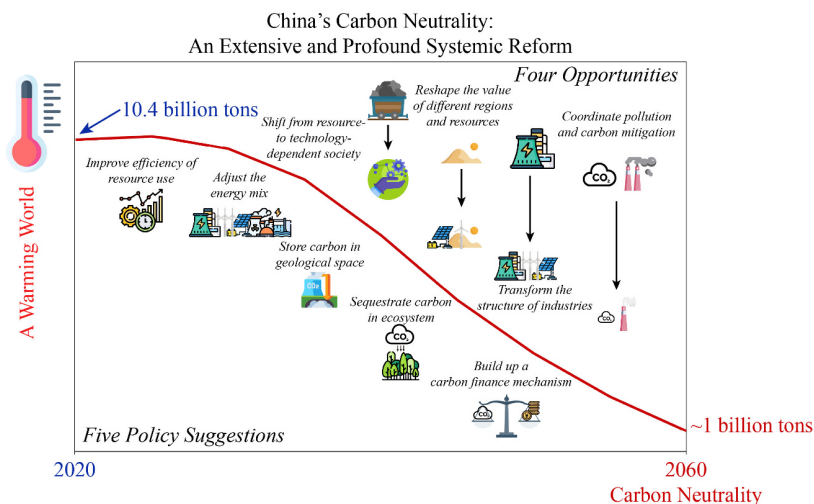 China's Carbon Neutrality:
An Extensive and Profound Systemic Reform
Four Opportunities
10.4 billion tons
Shift from resource-
to technology-
dependent society
Reshape the value
of different regions
and resources
Coordinate pollution
and carbon mitigation
Improve efficiency of
resource use
Adjust the
energy mix
CO₂
Store carbon in
geological space
CO₂
Transform the
structure of industries
Sequestrate carbon
in ecosystem
CO₂
CO₂
Build up a
carbon finance mechanism
CO₂
A Warming World
Five Policy Suggestions
~1 billion tons
2020
2060
Carbon Neutrality